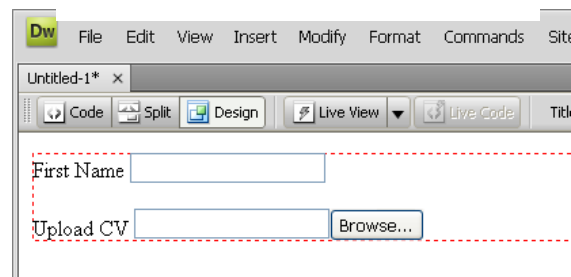 Dw File Edit View Insert Modify Format Commands Site
Untitled-1* ×
Code Split Design Live View Live Code Title
First Name
Upload CV Browse...